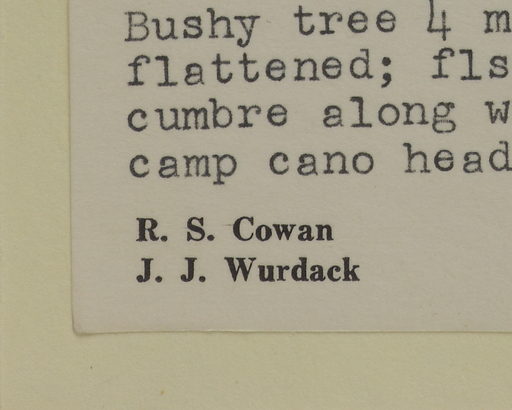 Bushy tree 4 m
flattened; fls
cumbre along w
camp cano head
R. S. Cowan
J. J. Wurdack